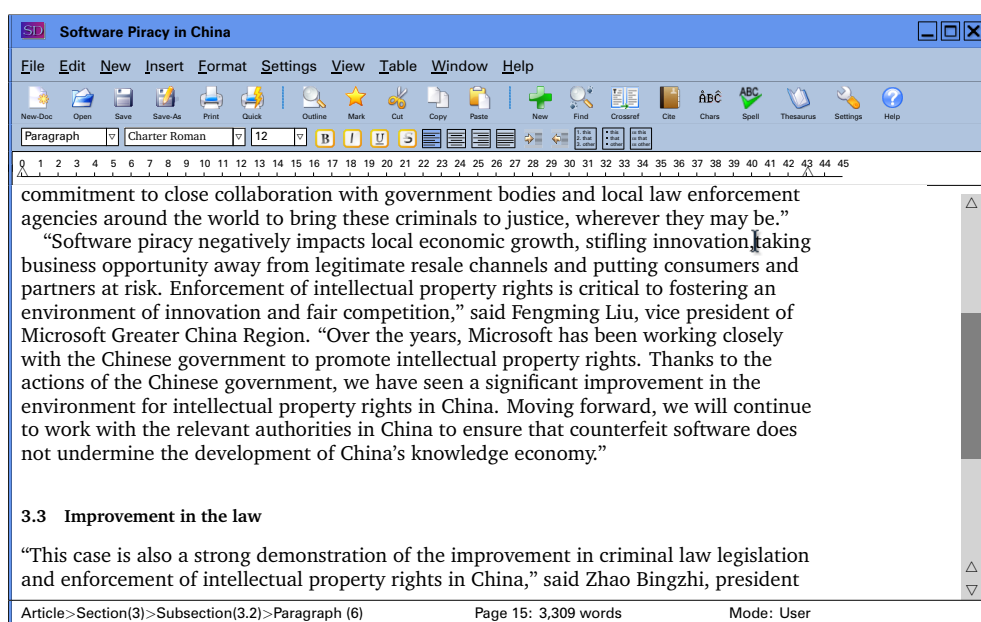 SD Software Piracy in China
File Edit New Insert Format Settings View Table Window Help
ABC
ÅBĈ
New-Doc Open Save Save-As Print Quick Outline Mark Cut Copy Paste New Find Crossref Cite Chars Spell Thesaurus Settings Help
Paragraph Charter Roman 12 B I U S
0 1 2 3 4 5 6 7 8 9 10 11 12 13 14 15 16 17 18 19 20 21 22 23 24 25 26 27 28 29 30 31 32 33 34 35 36 37 38 39 40 41 42 43 44 45
commitment to close collaboration with government bodies and local law enforcement
agencies around the world to bring these criminals to justice, wherever they may be.”
“Software piracy negatively impacts local economic growth, stifling innovation,taking
business opportunity away from legitimate resale channels and putting consumers and
partners at risk. Enforcement of intellectual property rights is critical to fostering an
environment of innovation and fair competition,” said Fengming Liu, vice president of
Microsoft Greater China Region. “Over the years, Microsoft has been working closely
with the Chinese government to promote intellectual property rights. Thanks to the
actions of the Chinese government, we have seen a significant improvement in the
environment for intellectual property rights in China. Moving forward, we will continue
to work with the relevant authorities in China to ensure that counterfeit software does
not undermine the development of China’s knowledge economy.”
3.3 Improvement in the law
“This case is also a strong demonstration of the improvement in criminal law legislation
and enforcement of intellectual property rights in China,” said Zhao Bingzhi, president
Article>Section(3)>Subsection(3.2)>Paragraph (6) Page 15: 3,309 words Mode: User